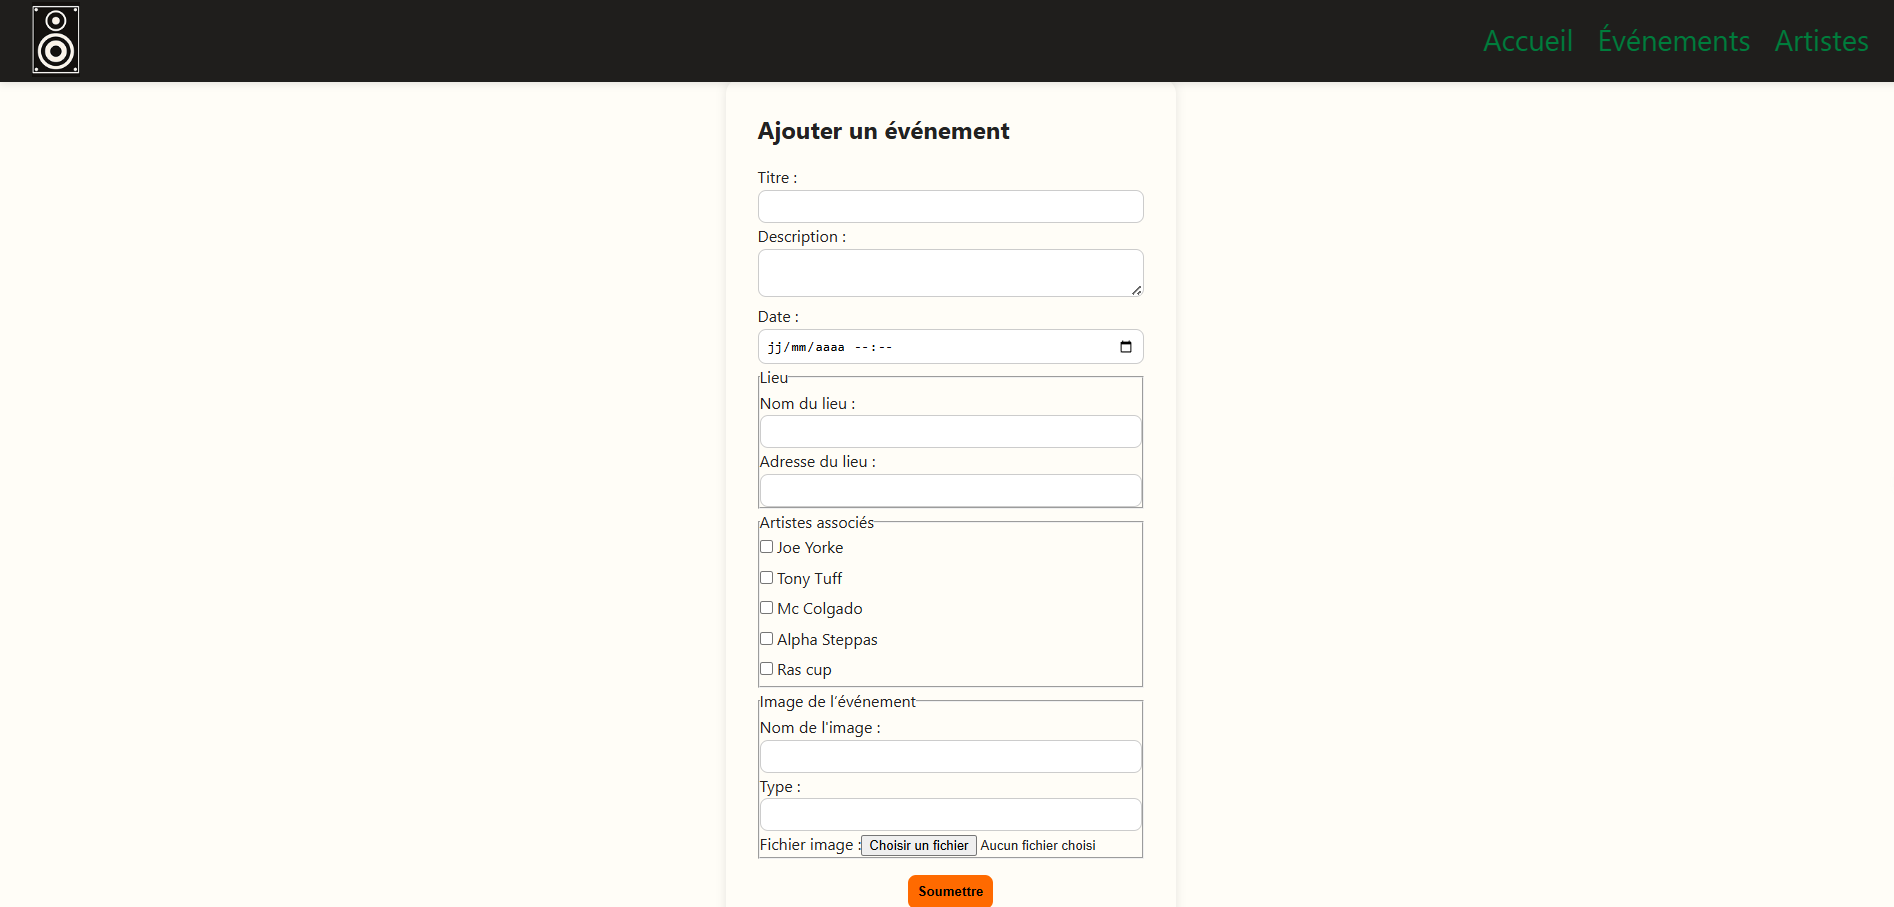 Accueil Événements Artistes
Ajouter un événement
Titre :
Description :
Date :
jj/mm/aaaa --:--
Lieu
Nom du lieu :
Adresse du lieu :
Artistes associés
Joe Yorke
Tony Tuff
Mc Colgado
Alpha Steppas
Ras cup
Image de l’événement
Nom de l'image :
Type :
Fichier image : Choisir un fichier Aucun fichier choisi
Soumettre